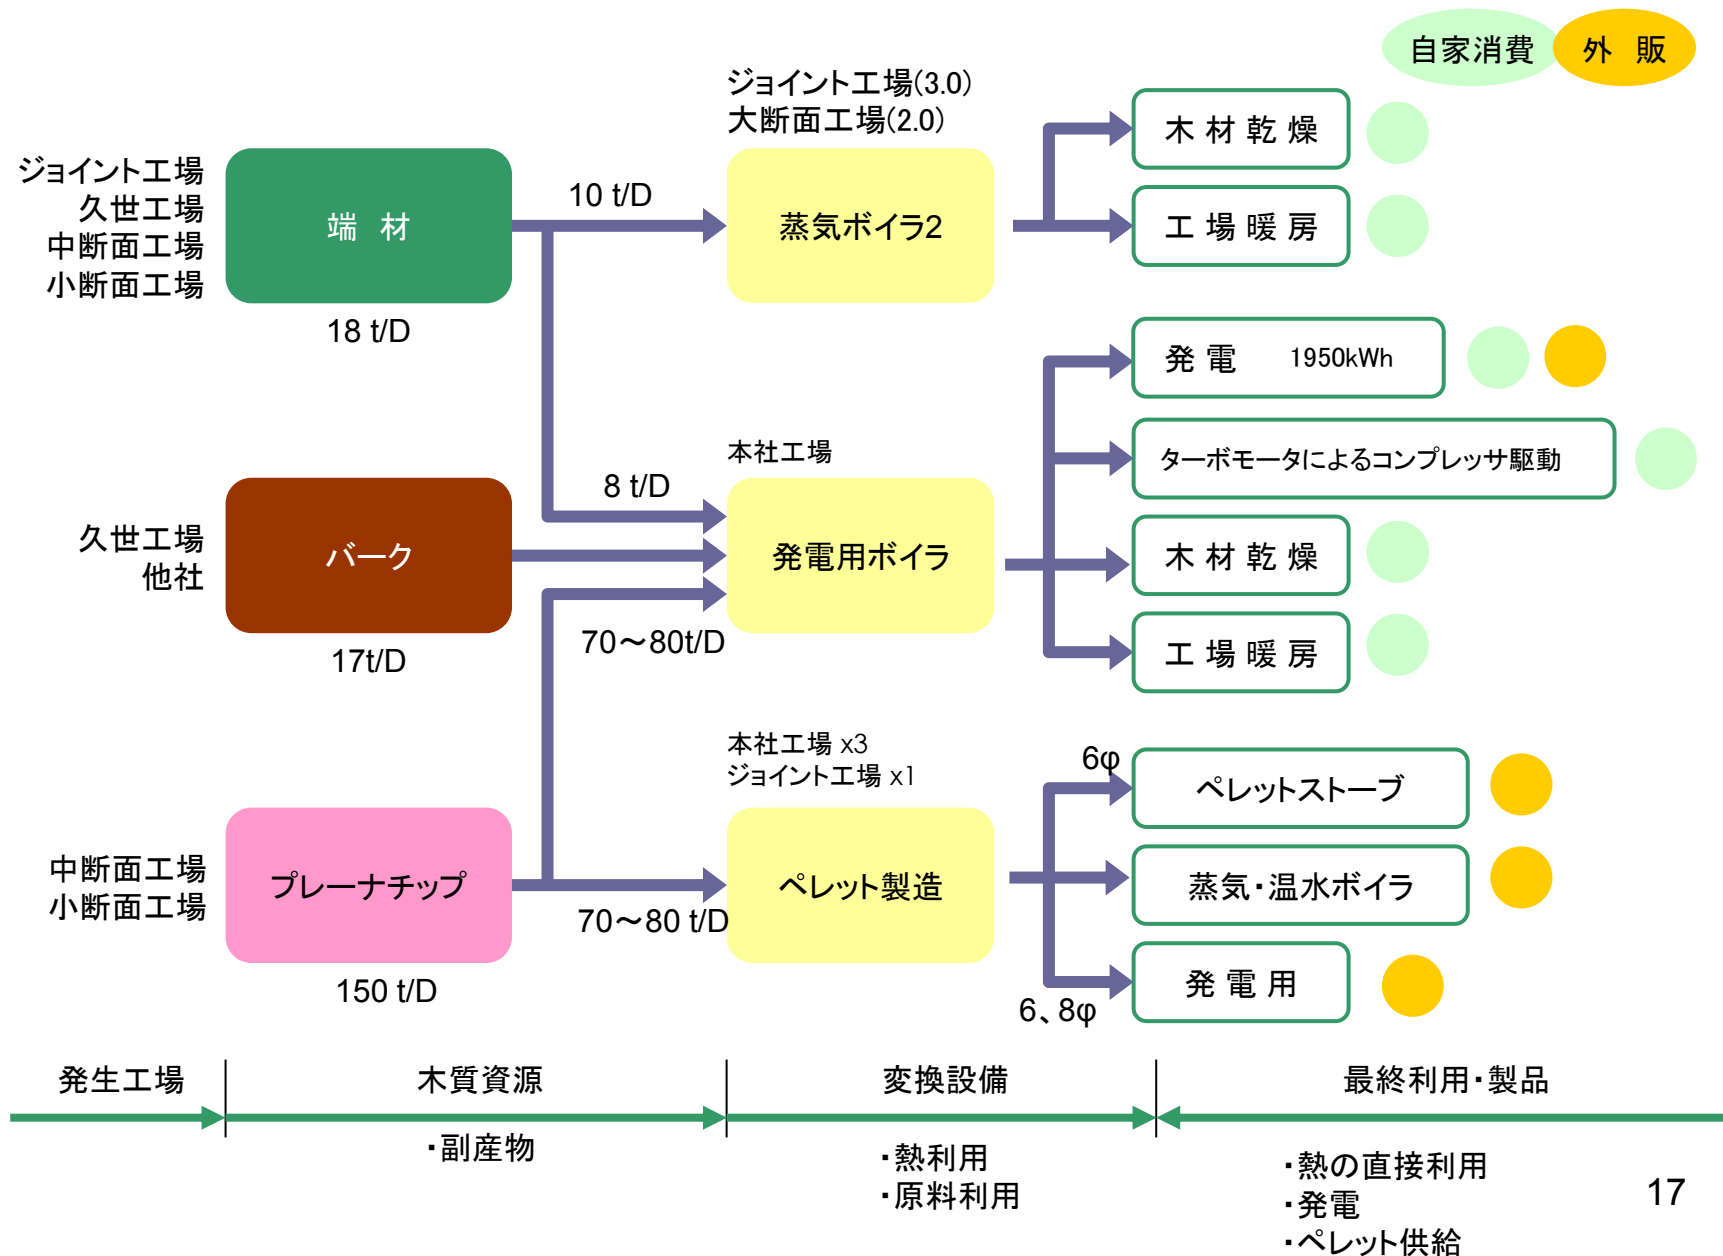 自家消費
外 販
ジョイント工場(3.0)
大断面工場(2.0)
ジョイント工場
久世工場
中断面工場
小断面工場
端 材
18 t/D
10 t/D
蒸気ボイラ2
木 材 乾 燥
工 場 暖 房
久世工場
他社
バーク
17t/D
8 t/D
70～80t/D
本社工場
発電用ボイラ
発 電 1950kWh
ターボモータによるコンプレッサ駆動
木 材 乾 燥
工 場 暖 房
中断面工場
小断面工場
プレーナチップ
150 t/D
70～80 t/D
本社工場 x3
ジョイント工場 x1
ペレット製造
6φ
6、8φ
ペレットストーブ
蒸気・温水ボイラ
発 電 用
発生工場
木質資源
変換設備
最終利用・製品
・副産物
・熱利用
・原料利用
・熱の直接利用
・発電
・ペレット供給
17